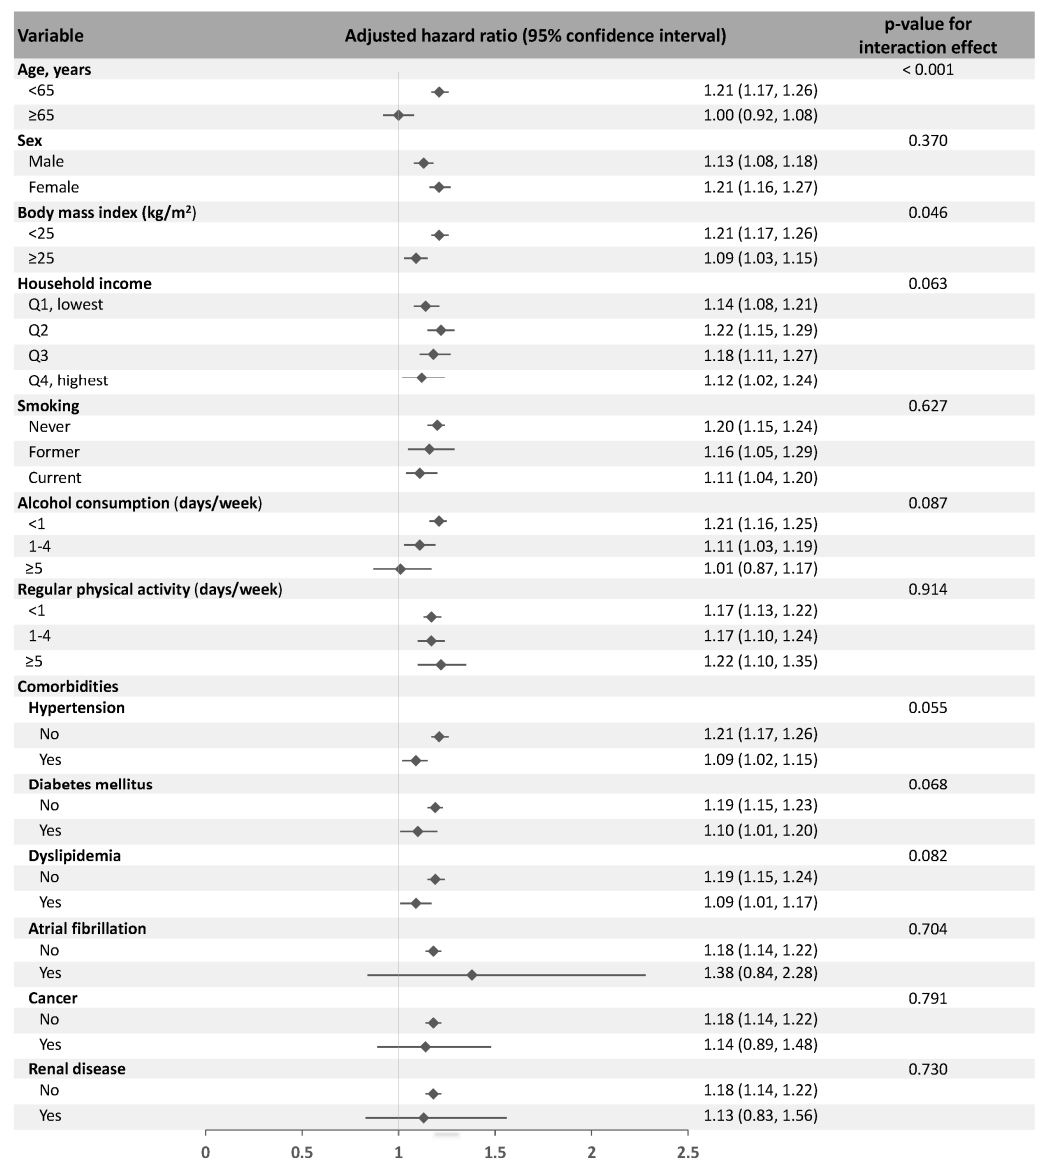 Variable Adjusted hazard ratio (95% confidence interval) p-value for interaction effect
Age, years < 0.001
<65 1.21 (1.17, 1.26)
≥65 1.00 (0.92, 1.08)
Sex 0.370
Male 1.13 (1.08, 1.18)
Female 1.21 (1.16, 1.27)
Body mass index (kg/m²) 0.046
<25 1.21 (1.17, 1.26)
≥25 1.09 (1.03, 1.15)
Household income 0.063
Q1, lowest 1.14 (1.08, 1.21)
Q2 1.22 (1.15, 1.29)
Q3 1.18 (1.11, 1.27)
Q4, highest 1.12 (1.02, 1.24)
Smoking 0.627
Never 1.20 (1.15, 1.24)
Former 1.16 (1.05, 1.29)
Current 1.11 (1.04, 1.20)
Alcohol consumption (days/week) 0.087
<1 1.21 (1.16, 1.25)
1-4 1.11 (1.03, 1.19)
≥5 1.01 (0.87, 1.17)
Regular physical activity (days/week) 0.914
<1 1.17 (1.13, 1.22)
1-4 1.17 (1.10, 1.24)
≥5 1.22 (1.10, 1.35)
Comorbidities
Hypertension 0.055
No 1.21 (1.17, 1.26)
Yes 1.09 (1.02, 1.15)
Diabetes mellitus 0.068
No 1.19 (1.15, 1.23)
Yes 1.10 (1.01, 1.20)
Dyslipidemia 0.082
No 1.19 (1.15, 1.24)
Yes 1.09 (1.01, 1.17)
Atrial fibrillation 0.704
No 1.18 (1.14, 1.22)
Yes 1.38 (0.84, 2.28)
Cancer 0.791
No 1.18 (1.14, 1.22)
Yes 1.14 (0.89, 1.48)
Renal disease 0.730
No 1.18 (1.14, 1.22)
Yes 1.13 (0.83, 1.56)
0 0.5 1 1.5 2 2.5